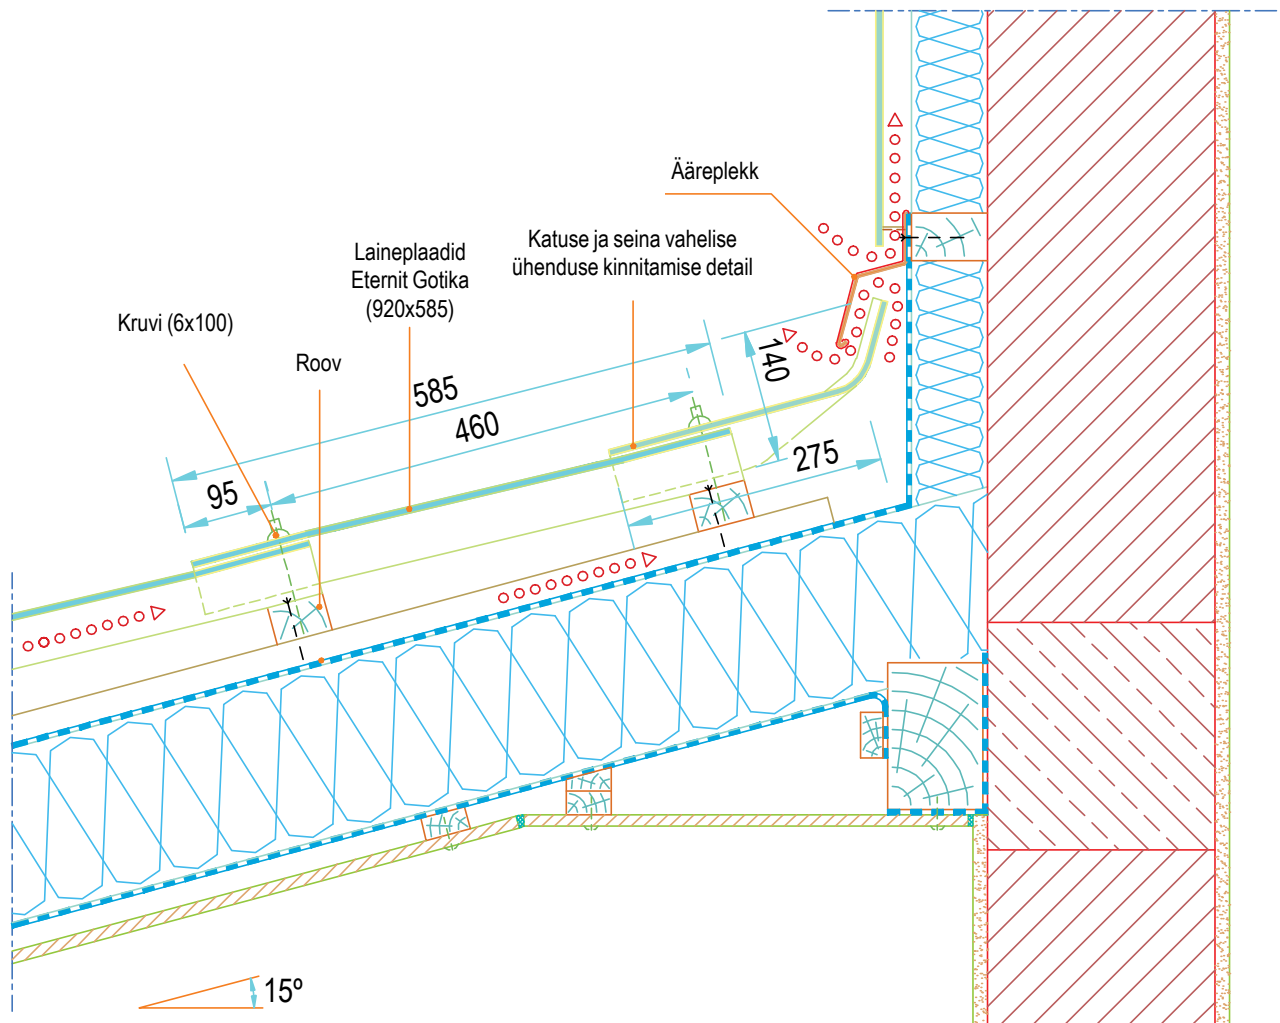 Ääreplekk
Katuse ja seina vahelise
ühenduse kinnitamise detail
Laineplaadid
Eternit Gotika
(920x585)
Kruvi (6x100)
Roov
585
460
140
275
95
15º